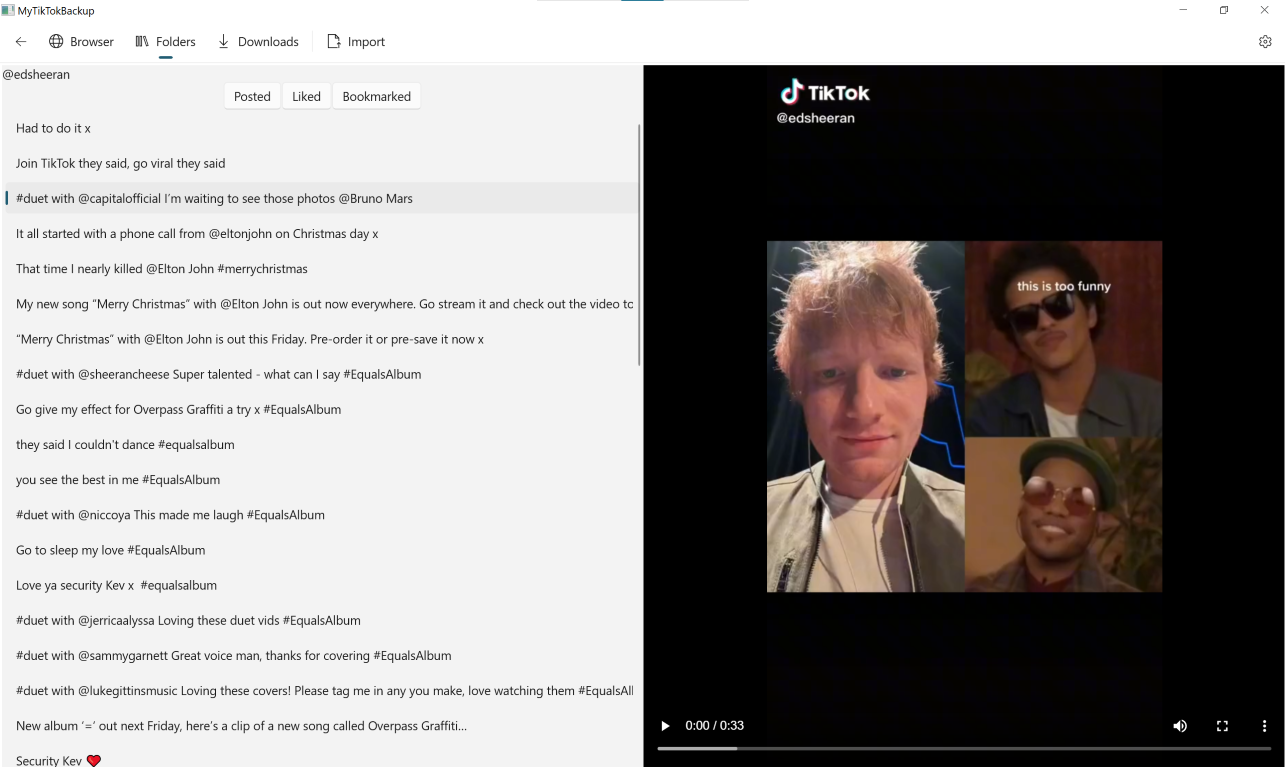 MyTikTokBackup
Browser
Folders
Downloads
Import
@edsheeran
Posted
Liked
Bookmarked
Had to do it x
Join TikTok they said, go viral they said
#duet with @capitalofficial I’m waiting to see those photos @Bruno Mars
It all started with a phone call from @eltonjohn on Christmas day x
That time I nearly killed @Elton John #merrychristmas
My new song “Merry Christmas” with @Elton John is out now everywhere. Go stream it and check out the video to
“Merry Christmas” with @Elton John is out this Friday. Pre-order it or pre-save it now x
#duet with @sheerancheese Super talented - what can I say #EqualsAlbum
Go give my effect for Overpass Graffiti a try x #EqualsAlbum
they said I couldn't dance #equalsalbum
you see the best in me #EqualsAlbum
#duet with @niccoya This made me laugh #EqualsAlbum
Go to sleep my love #EqualsAlbum
Love ya security Kev x  #equalsalbum
#duet with @jerricaalyssa Loving these duet vids #EqualsAlbum
#duet with @sammygarnett Great voice man, thanks for covering #EqualsAlbum
#duet with @lukegittinsmusic Loving these covers! Please tag me in any you make, love watching them #EqualsAll
New album ‘=’ out next Friday, here’s a clip of a new song called Overpass Graffiti...
Security Kev ❤️
TikTok
@edsheeran
this is too funny
0:00 / 0:33